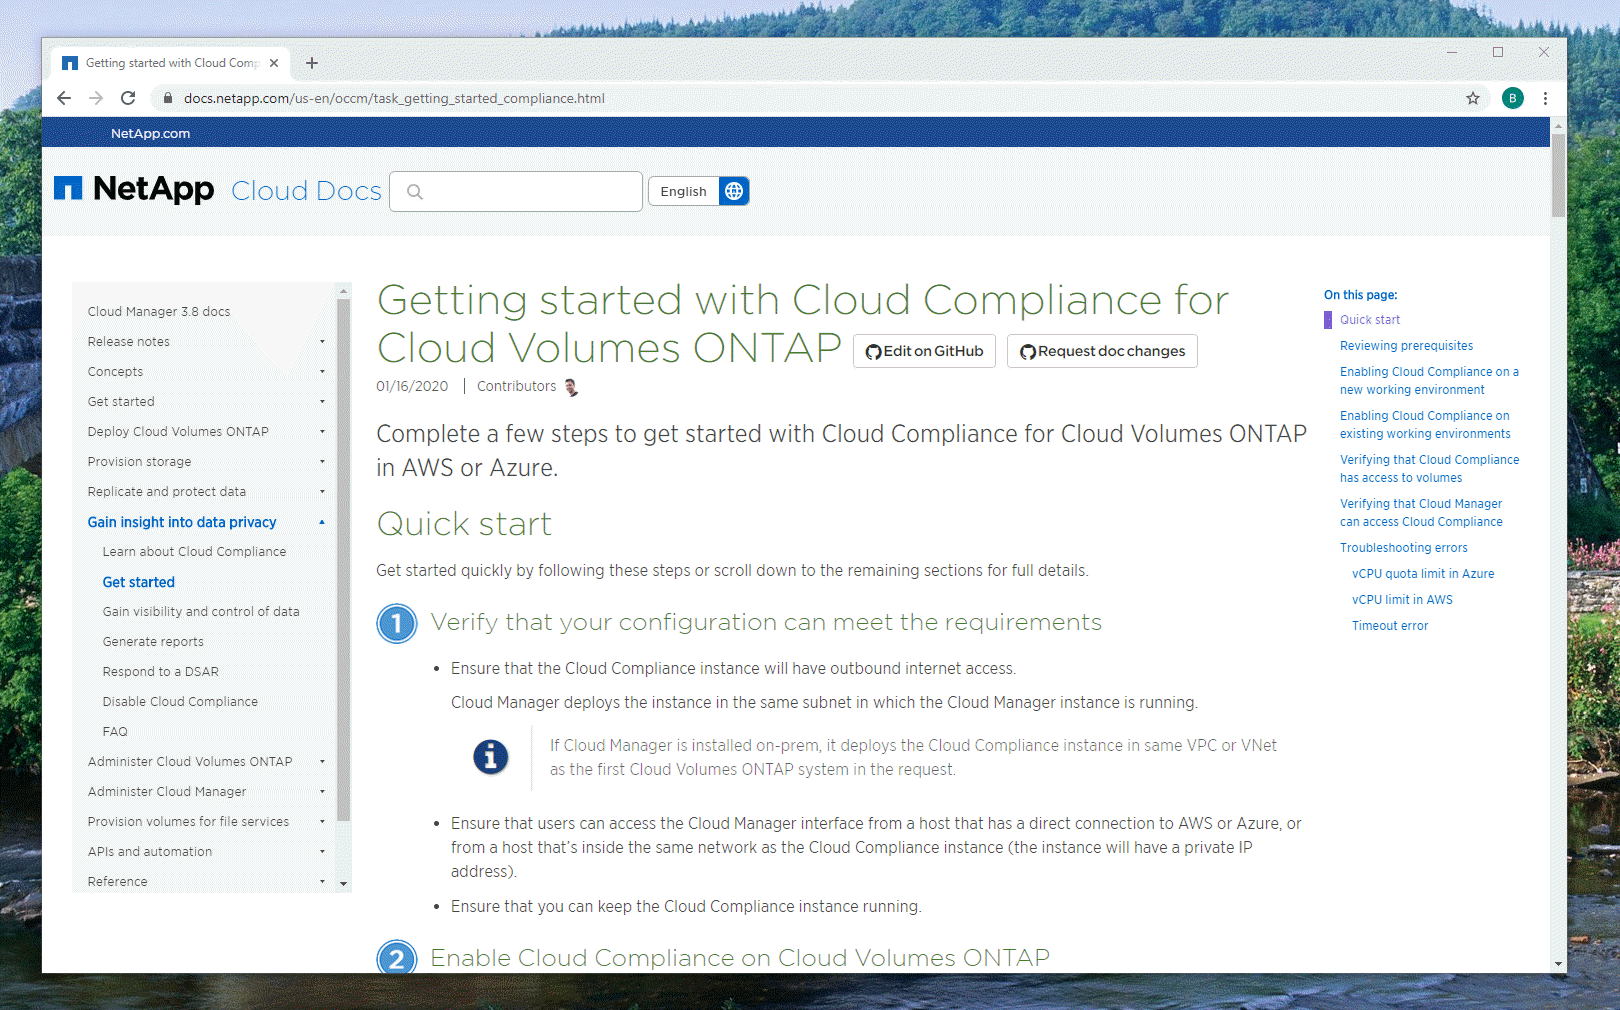 Getting started with Cloud Comp
docs.netapp.com/us-en/occm/task_getting_started_compliance.html
B
NetApp.com
NetApp Cloud Docs
English
Cloud Manager 3.8 docs
Release notes
Concepts
Get started
Deploy Cloud Volumes ONTAP
Provision storage
Replicate and protect data
Gain insight into data privacy
Learn about Cloud Compliance
Get started
Gain visibility and control of data
Generate reports
Respond to a DSAR
Disable Cloud Compliance
FAQ
Administer Cloud Volumes ONTAP
Administer Cloud Manager
Provision volumes for file services
APIs and automation
Reference
Getting started with Cloud Compliance for
Cloud Volumes ONTAP
Edit on GitHub
Request doc changes
01/16/2020 | Contributors
Complete a few steps to get started with Cloud Compliance for Cloud Volumes ONTAP
in AWS or Azure.
Quick start
Get started quickly by following these steps or scroll down to the remaining sections for full details.
1 Verify that your configuration can meet the requirements
• Ensure that the Cloud Compliance instance will have outbound internet access.
Cloud Manager deploys the instance in the same subnet in which the Cloud Manager instance is running.
If Cloud Manager is installed on-prem, it deploys the Cloud Compliance instance in same VPC or VNet
as the first Cloud Volumes ONTAP system in the request.
• Ensure that users can access the Cloud Manager interface from a host that has a direct connection to AWS or Azure, or
from a host that's inside the same network as the Cloud Compliance instance (the instance will have a private IP
address).
• Ensure that you can keep the Cloud Compliance instance running.
2 Enable Cloud Compliance on Cloud Volumes ONTAP
On this page:
Quick start
Reviewing prerequisites
Enabling Cloud Compliance on a
new working environment
Enabling Cloud Compliance on
existing working environments
Verifying that Cloud Compliance
has access to volumes
Verifying that Cloud Manager
can access Cloud Compliance
Troubleshooting errors
vCPU quota limit in Azure
vCPU limit in AWS
Timeout error